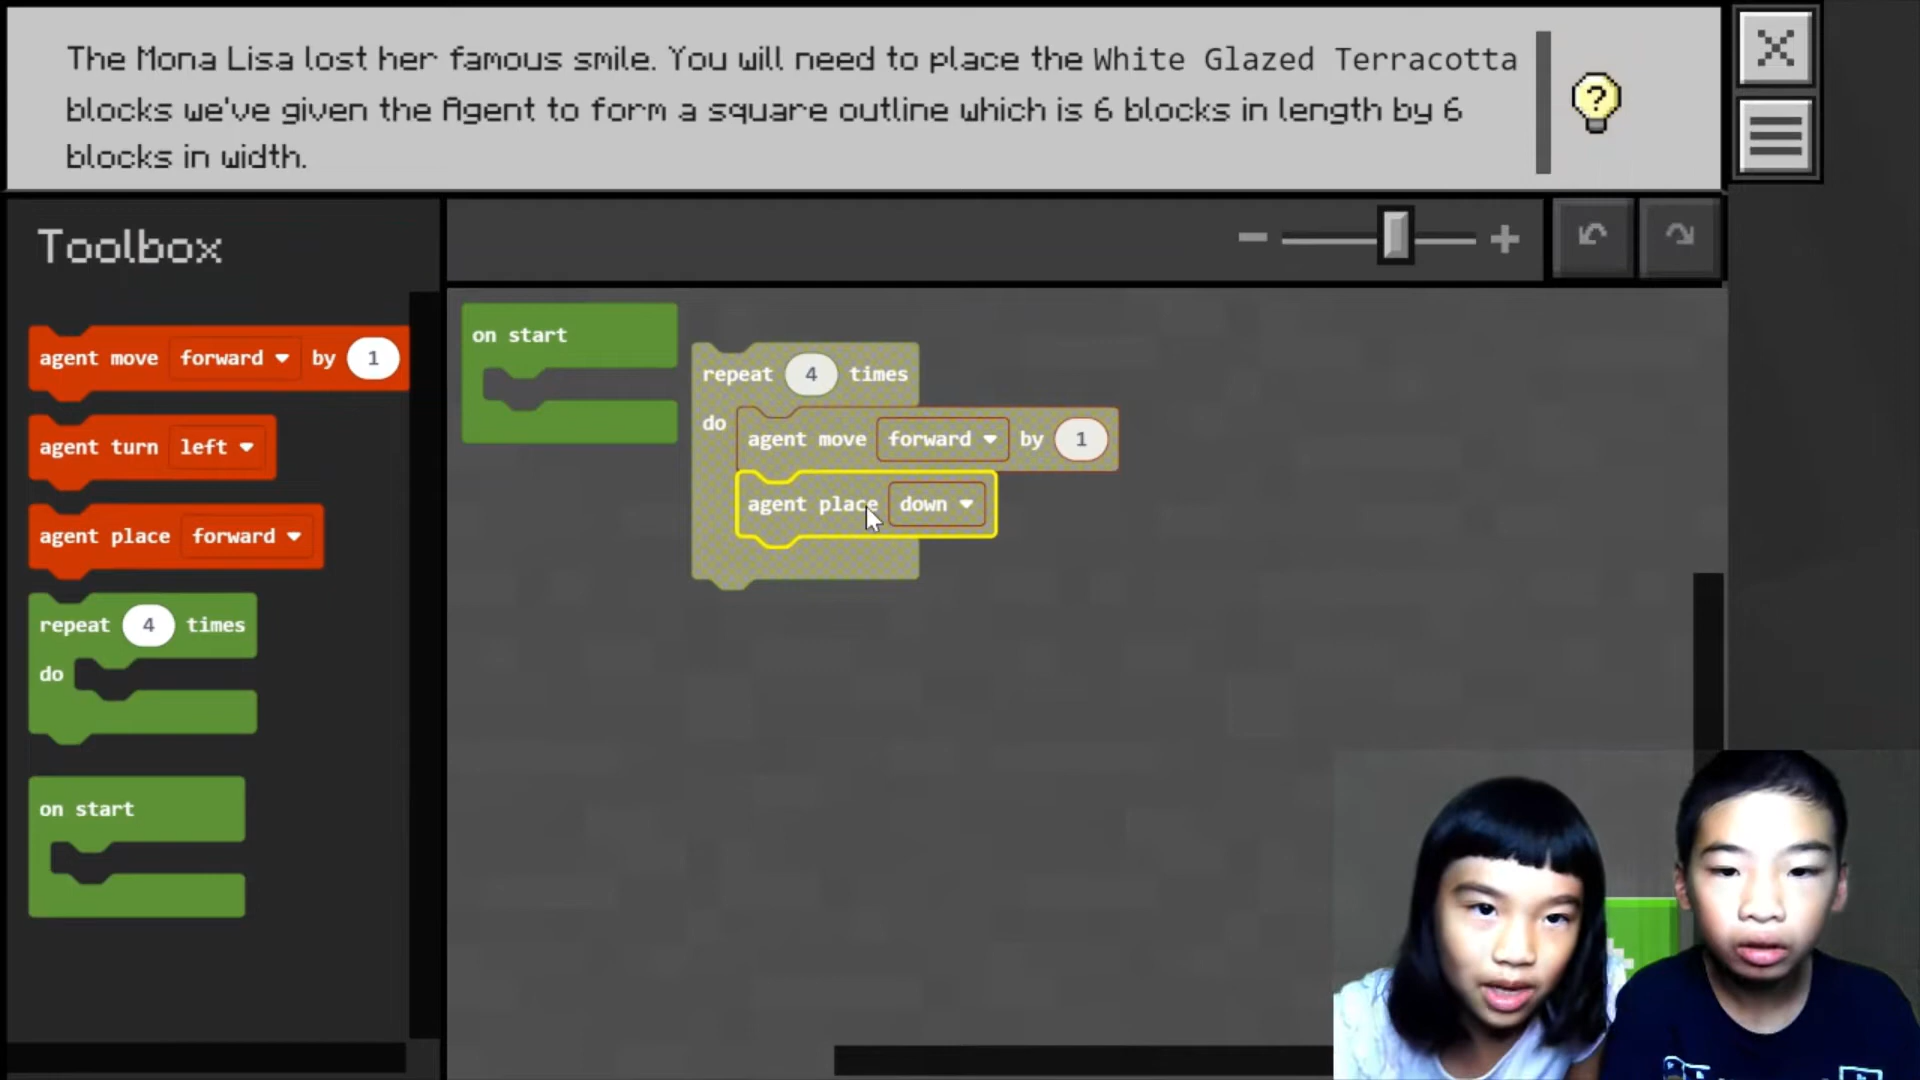 The Mona Lisa lost her famous smile. You will need to place the White Glazed Terracotta
blocks we've given the Agent to form a square outline which is 6 blocks in length by 6
blocks in width.
Toolbox
agent move forward by 1
agent turn left
agent place forward
repeat 4 times
do
on start
on start
repeat 4 times
do
agent move forward by 1
agent place down